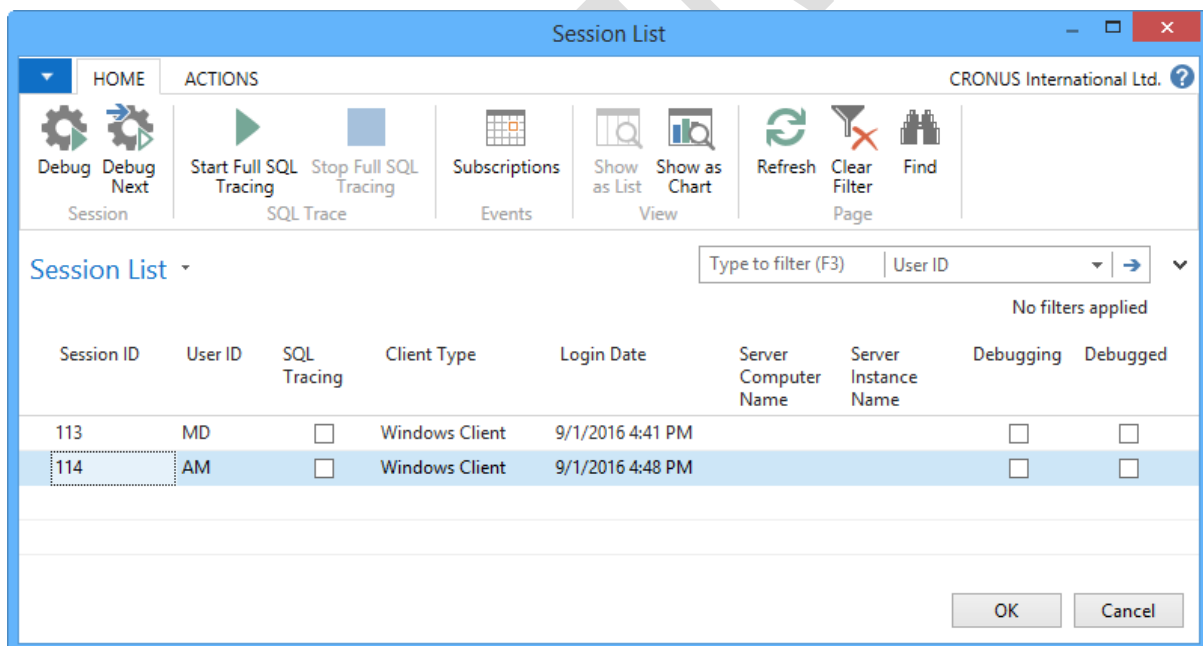 Session List
HOME ACTIONS CRONUS International Ltd. ?
Debug Debug Next Start Full SQL Tracing Stop Full SQL Tracing Subscriptions Show as List Show as Chart Refresh Clear Filter Find
Session SQL Trace Events View Page
Session List Type to filter (F3) User ID
No filters applied
Session ID User ID SQL Tracing Client Type Login Date Server Computer Name Server Instance Name Debugging Debugged
113 MD Windows Client 9/1/2016 4:41 PM
114 AM Windows Client 9/1/2016 4:48 PM
OK Cancel